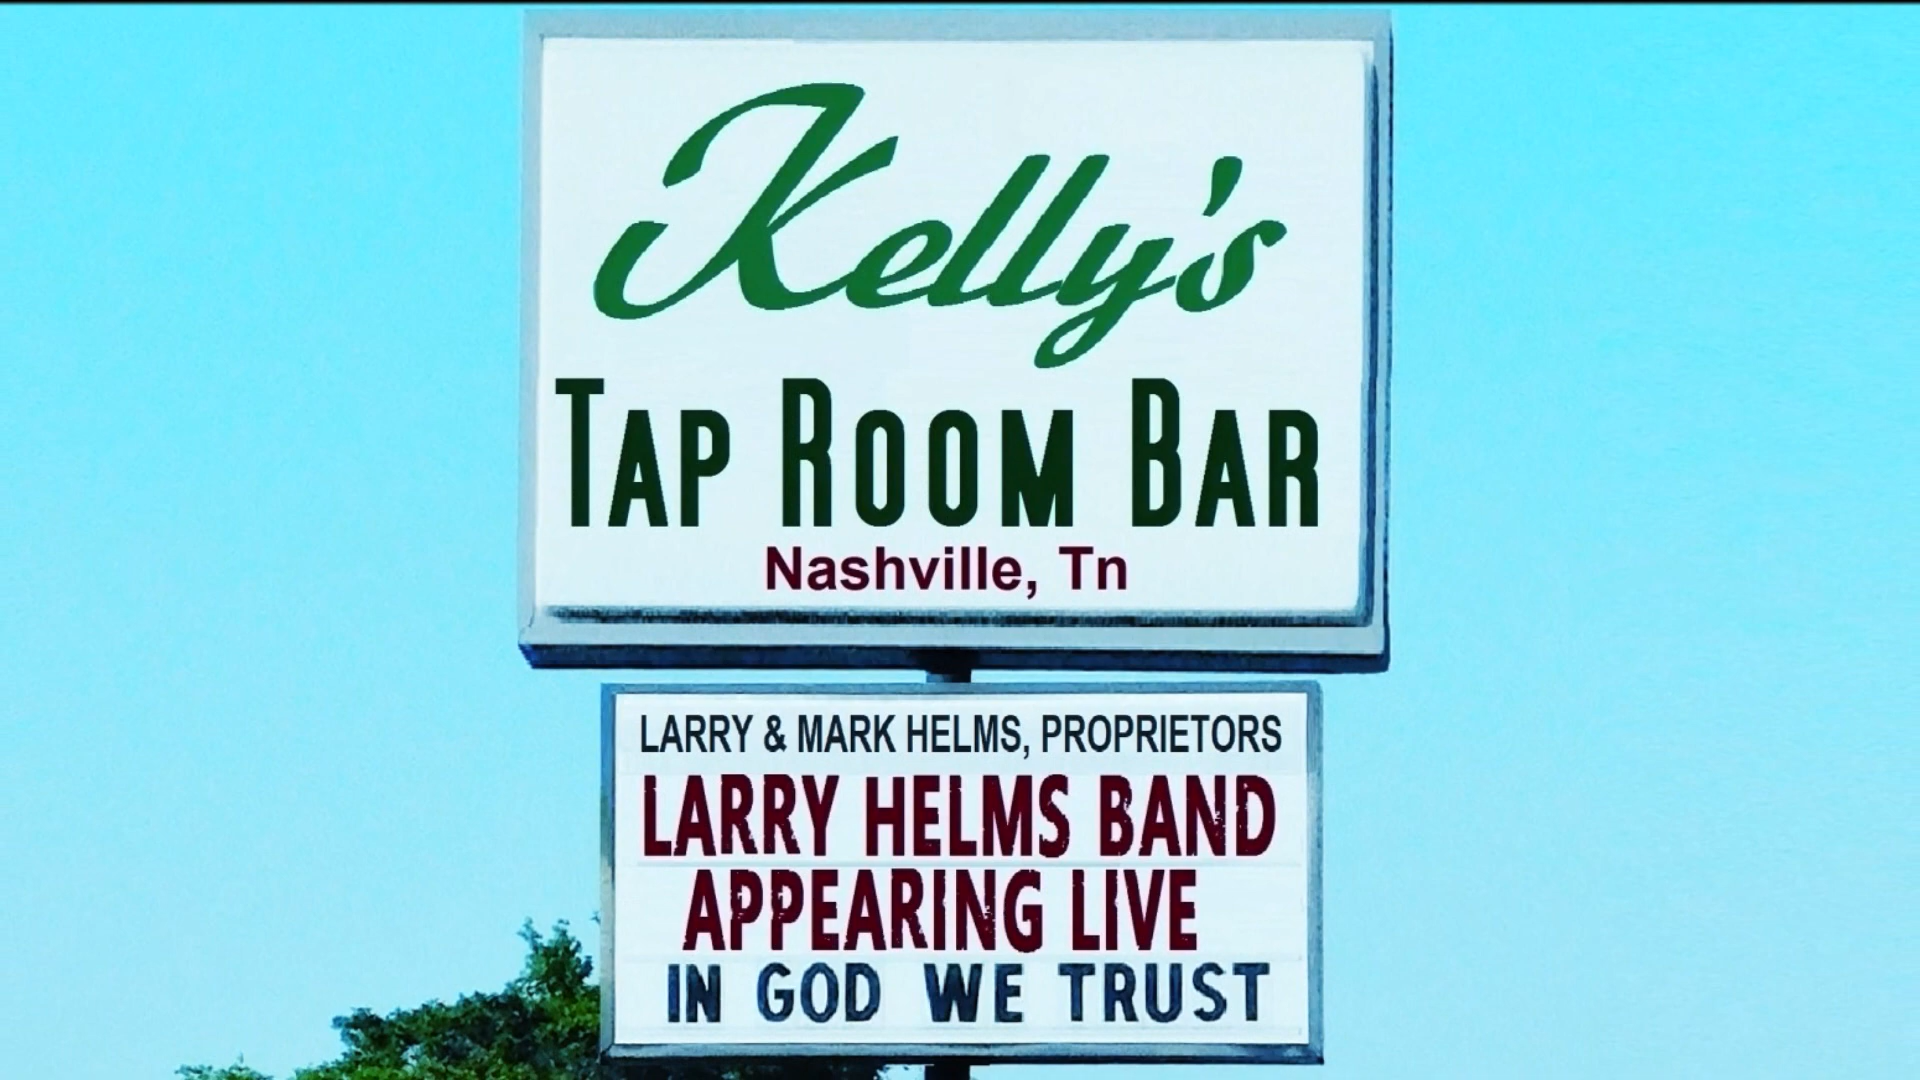 Kelly's
TAP ROOM BAR
Nashville, Tn
LARRY & MARK HELMS, PROPRIETORS
LARRY HELMS BAND
APPEARING LIVE
IN GOD WE TRUST